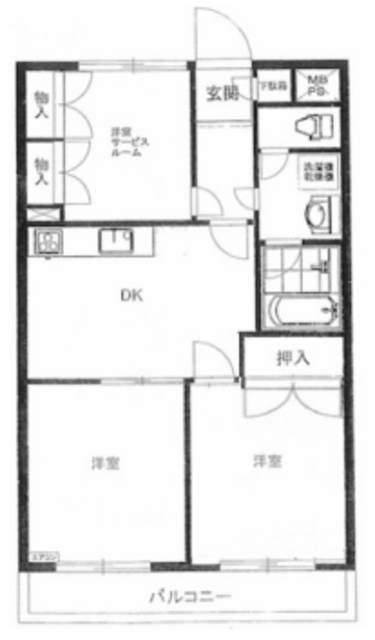 玄関
下駄箱
MB
PS
物入
洋室
サービス
ルーム
物入
洗濯機
乾燥機
DK
押入
洋室
洋室
エアコン
バルコニー